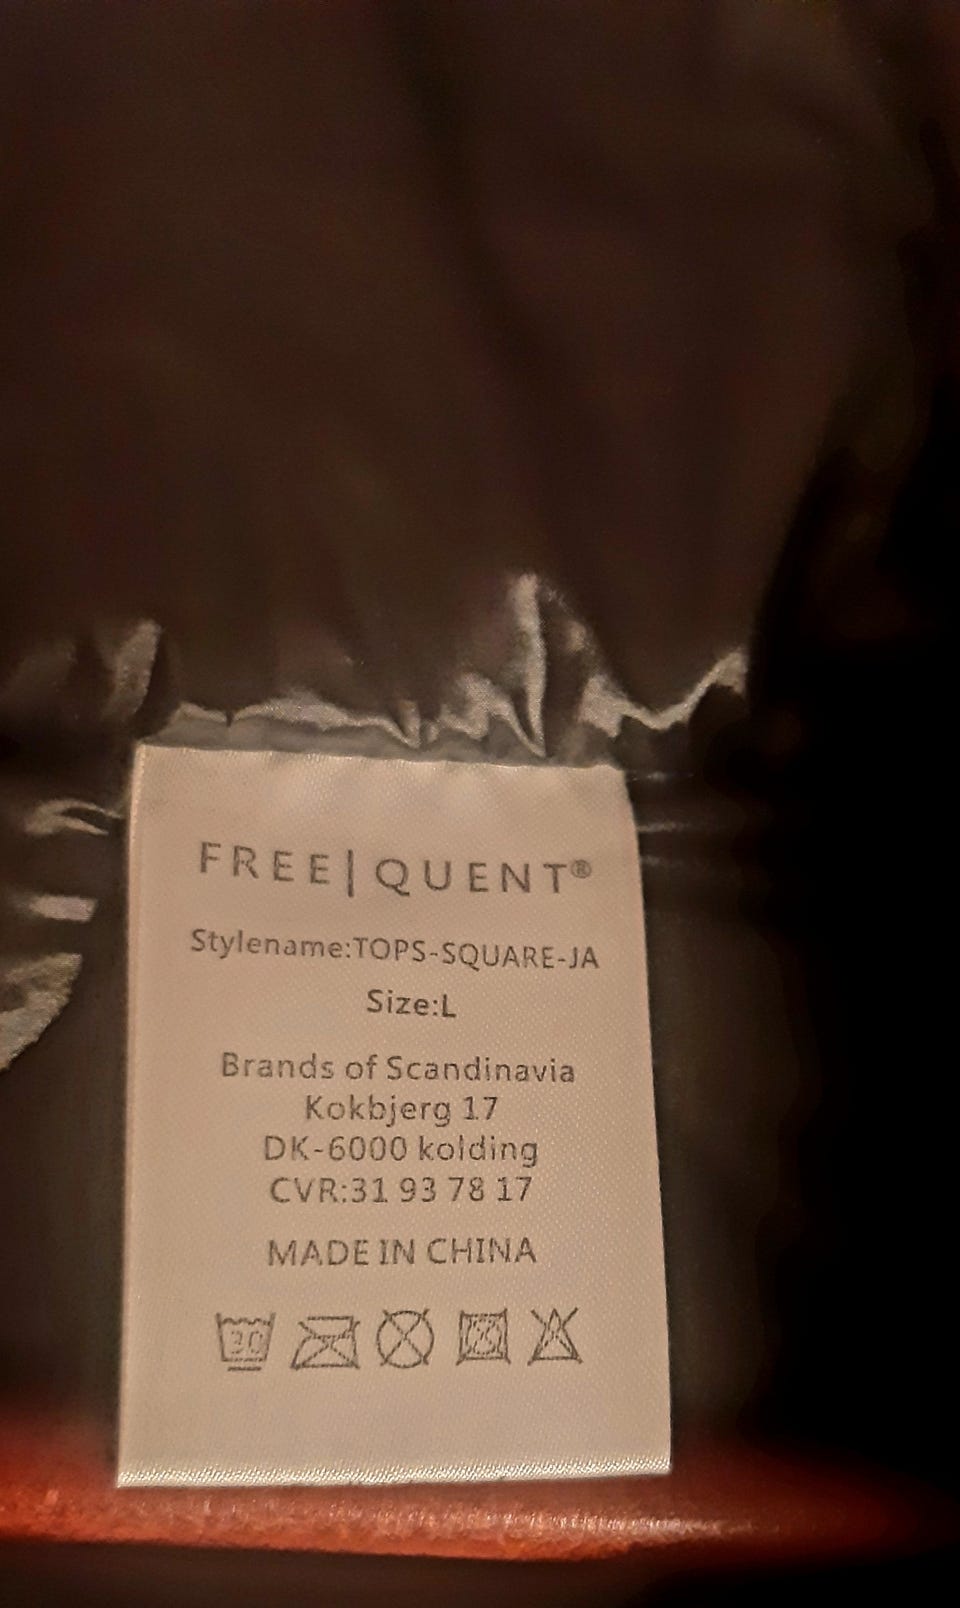 FREE|QUENT®
Stylename:TOPS-SQUARE-JA
Size:L
Brands of Scandinavia
Kokbjerg 17
DK-6000 kolding
CVR:31 93 78 17
MADE IN CHINA
30